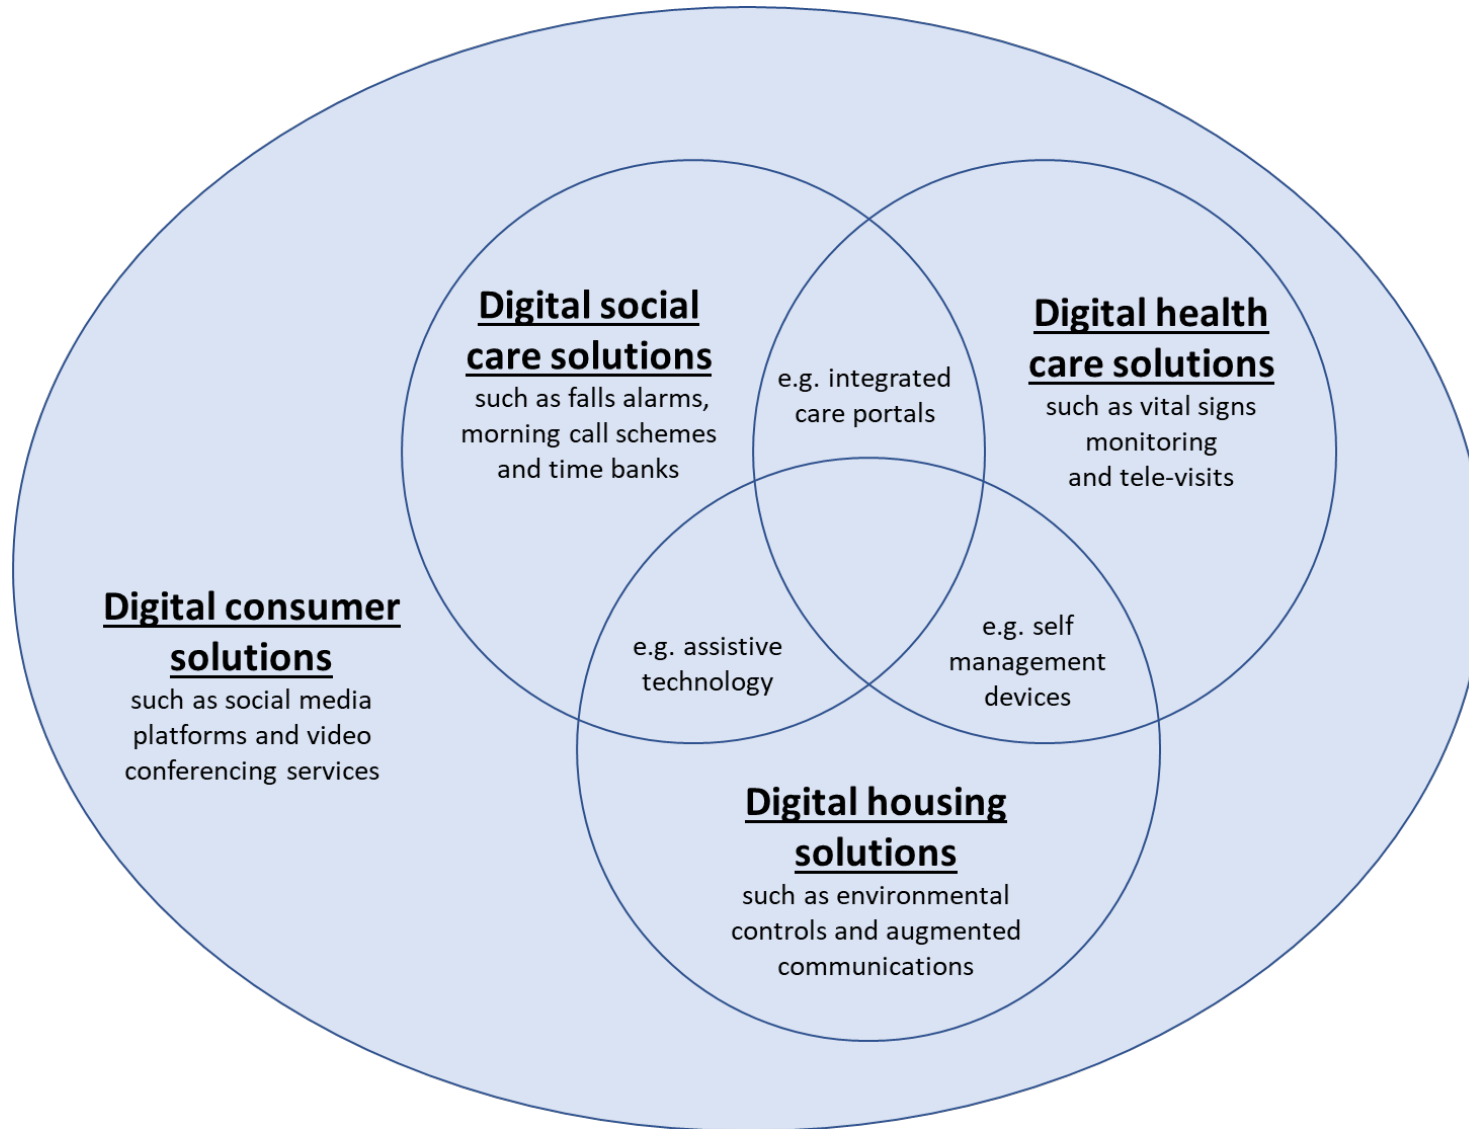 Digital social
care solutions
such as falls alarms,
morning call schemes
and time banks
e.g. integrated
care portals
Digital health
care solutions
such as vital signs
monitoring
and tele-visits
Digital consumer
solutions
such as social media
platforms and video
conferencing services
e.g. assistive
technology
e.g. self
management
devices
Digital housing
solutions
such as environmental
controls and augmented
communications